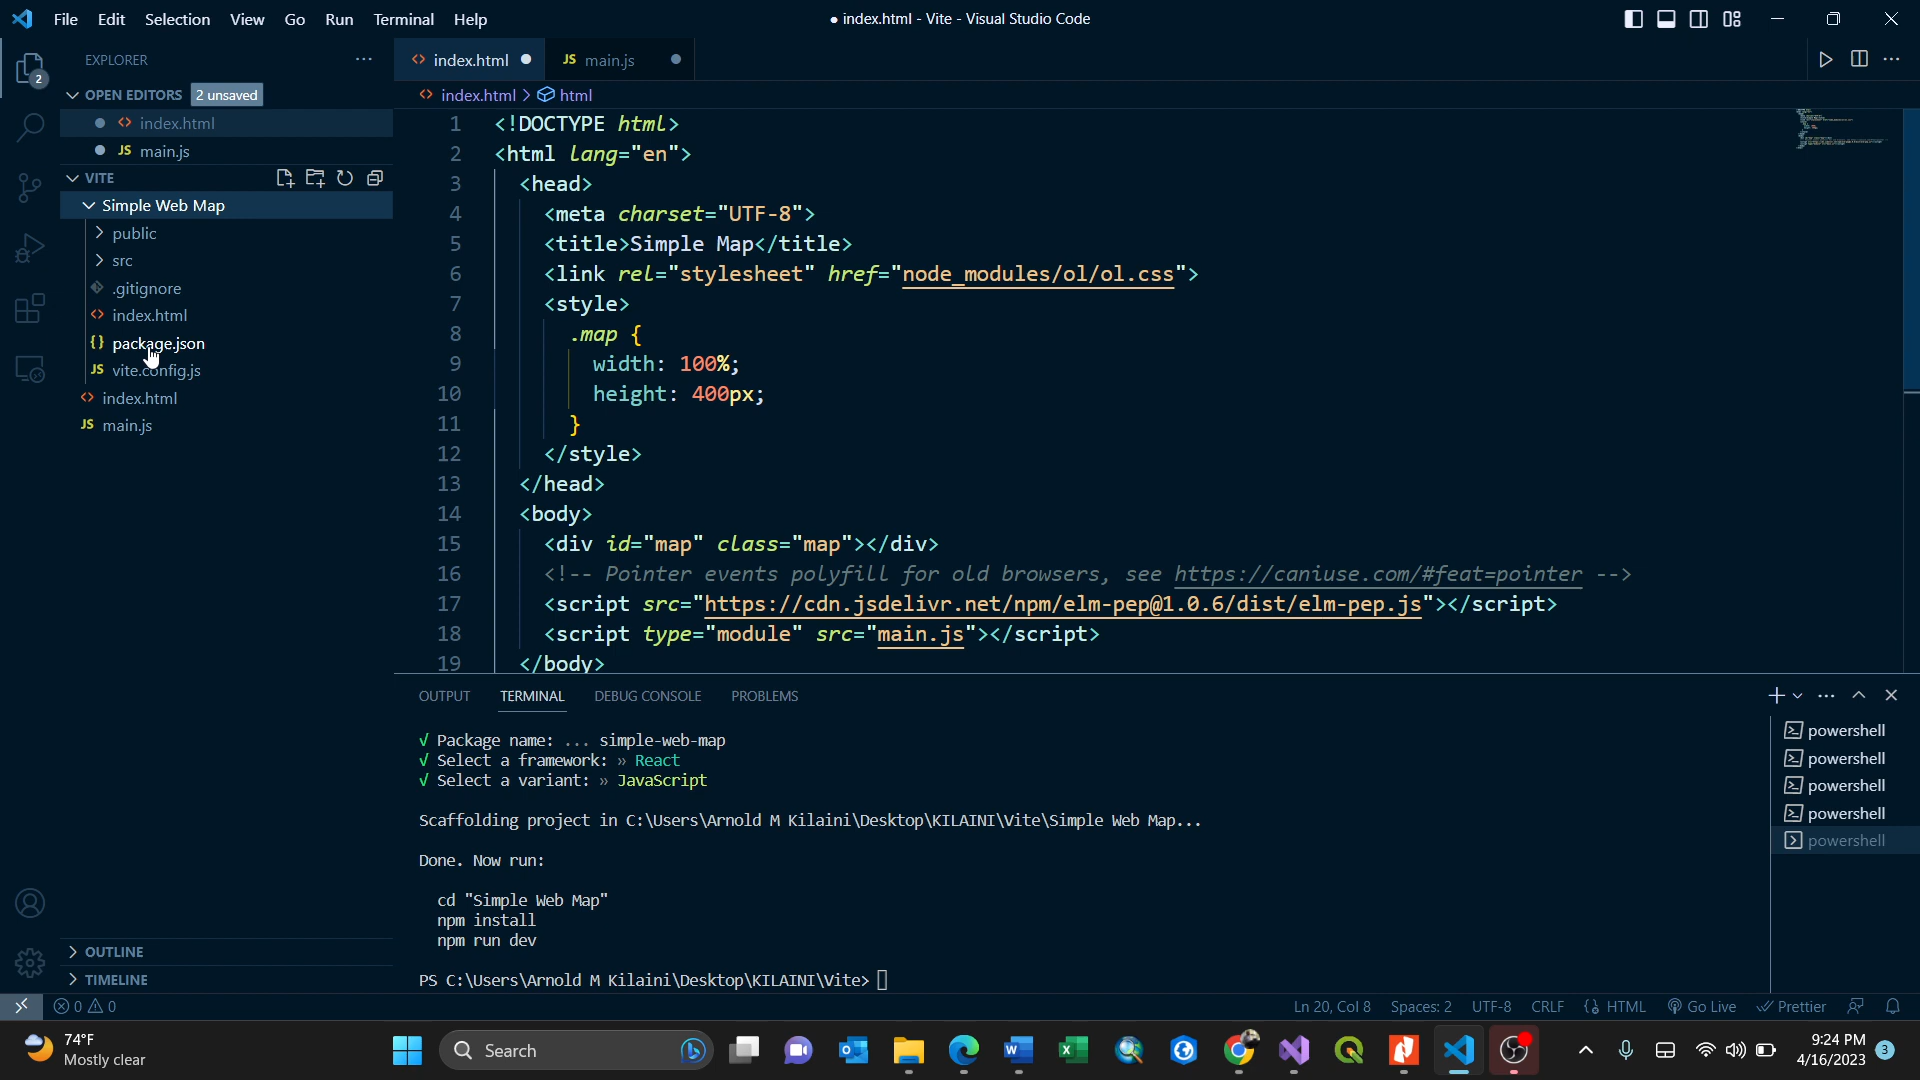 File Edit Selection View Go Run Terminal Help
● index.html - Vite - Visual Studio Code
EXPLORER
2
OPEN EDITORS 2 unsaved
index.html
JS main.js
VITE
Simple Web Map
public
src
.gitignore
index.html
{} package.json
JS vite.config.js
index.html
JS main.js
OUTLINE
TIMELINE
index.html
JS main.js
index.html > html
1 <!DOCTYPE html>
2 <html lang="en">
3 <head>
4 <meta charset="UTF-8">
5 <title>Simple Map</title>
6 <link rel="stylesheet" href="node_modules/ol/ol.css">
7 <style>
8 .map {
9 width: 100%;
10 height: 400px;
11 }
12 </style>
13 </head>
14 <body>
15 <div id="map" class="map"></div>
16 <!-- Pointer events polyfill for old browsers, see https://caniuse.com/#feat=pointer -->
17 <script src="https://cdn.jsdelivr.net/npm/elm-pep@1.0.6/dist/elm-pep.js"></script>
18 <script type="module" src="main.js"></script>
19 </body>
OUTPUT TERMINAL DEBUG CONSOLE PROBLEMS
√ Package name: ... simple-web-map
√ Select a framework: » React
√ Select a variant: » JavaScript
Scaffolding project in C:\Users\Arnold M Kilaini\Desktop\KILAINI\Vite\Simple Web Map...
Done. Now run:
cd "Simple Web Map"
npm install
npm run dev
PS C:\Users\Arnold M Kilaini\Desktop\KILAINI\Vite>
powershell
powershell
powershell
powershell
powershell
0 0
Ln 20, Col 8 Spaces: 2 UTF-8 CRLF {} HTML Go Live Prettier
74°F
Mostly clear
Search
9:24 PM
4/16/2023
3